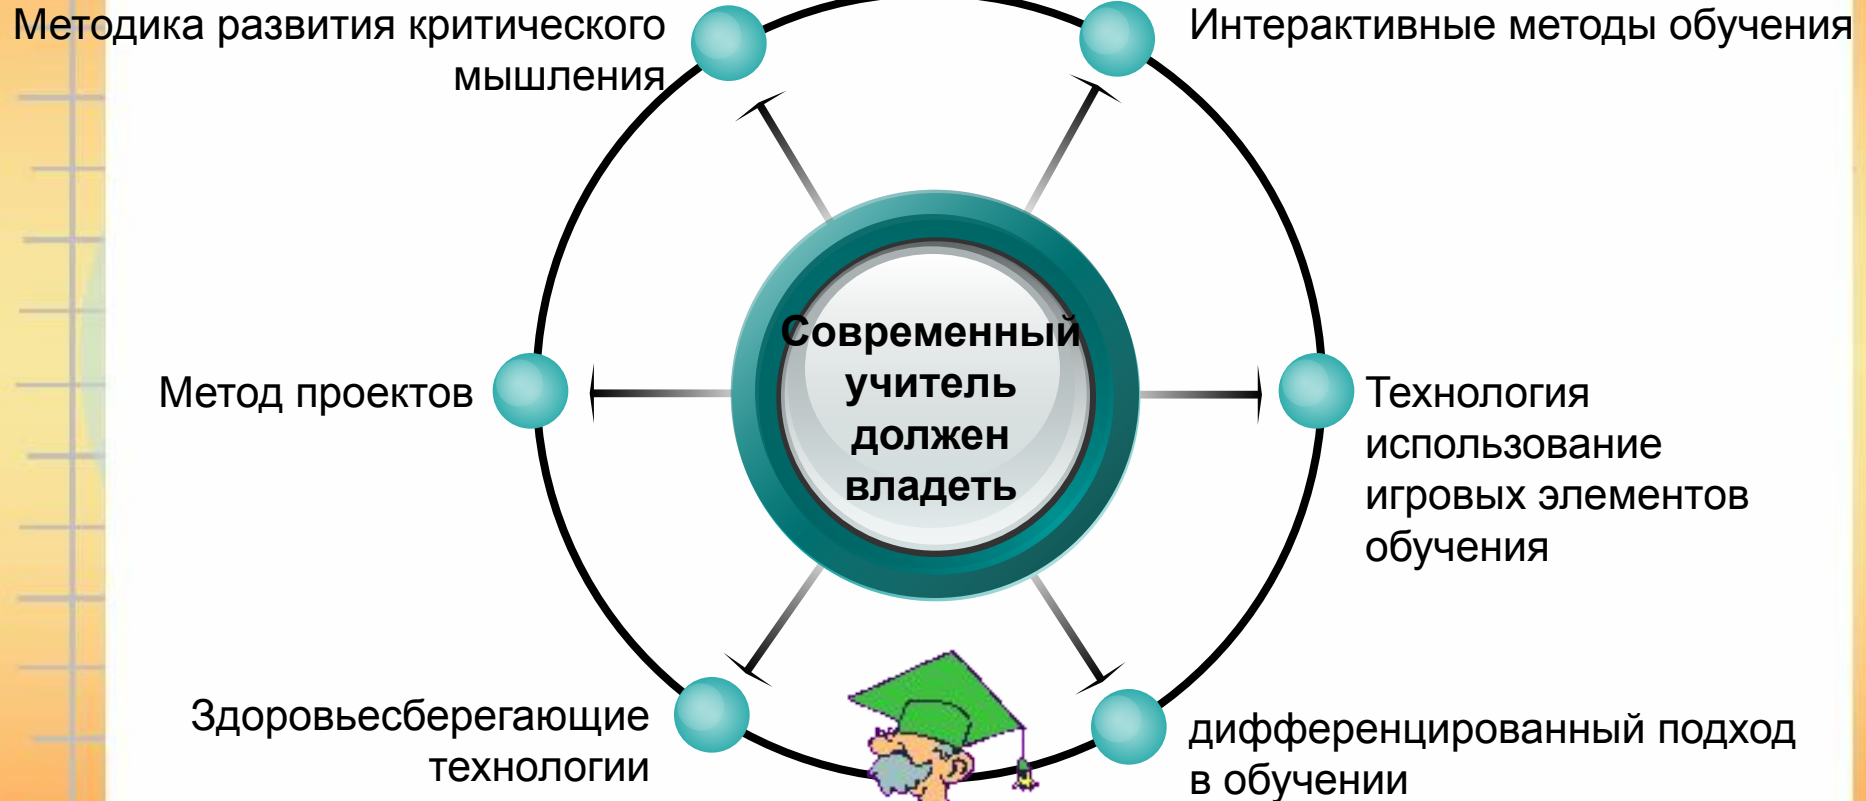 Методика развития критического
мышления
Интерактивные методы обучения
Современный
учитель
должен
владеть
Метод проектов
Технология
использование
игровых элементов
обучения
Здоровьесберегающие
технологии
дифференцированный подход
в обучении